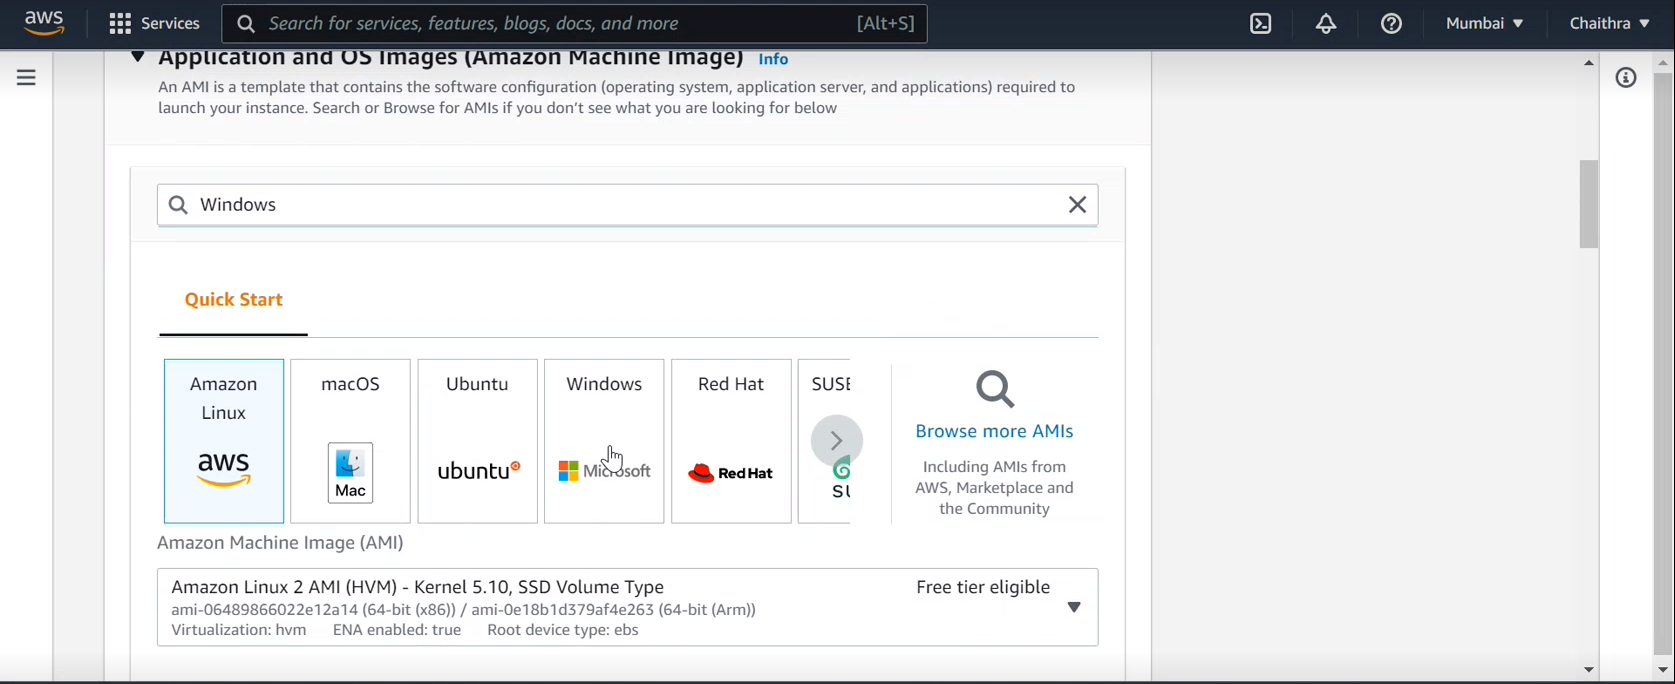 aws
Services
Search for services, features, blogs, docs, and more [Alt+S]
Mumbai
Chaithra
Application and OS Images (Amazon Machine Image) Info
An AMI is a template that contains the software configuration (operating system, application server, and applications) required to
launch your instance. Search or Browse for AMIs if you don’t see what you are looking for below
Windows
Quick Start
Amazon
Linux
aws
macOS
Mac
Ubuntu
ubuntu
Windows
Microsoft
Red Hat
Red Hat
SUSE
SU
Browse more AMIs
Including AMIs from
AWS, Marketplace and
the Community
Amazon Machine Image (AMI)
Amazon Linux 2 AMI (HVM) - Kernel 5.10, SSD Volume Type Free tier eligible
ami-06489866022e12a14 (64-bit (x86)) / ami-0e18b1d379af4e263 (64-bit (Arm))
Virtualization: hvm ENA enabled: true Root device type: ebs